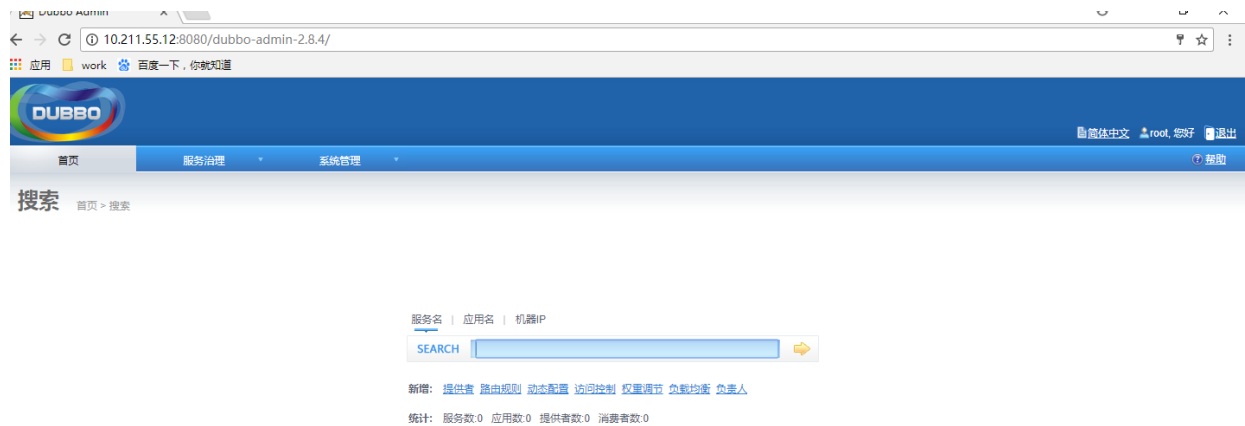 Dubbo Admin
10.211.55.12:8080/dubbo-admin-2.8.4/
应用 work 百度一下，你就知道
DUBBO
简体中文 root, 您好 退出
首页 服务治理 系统管理 帮助
搜索 首页 > 搜索
服务名 | 应用名 | 机器IP
SEARCH
新增: 提供者 路由规则 动态配置 访问控制 权重调节 负载均衡 负责人
统计: 服务数:0 应用数:0 提供者数:0 消费者数:0